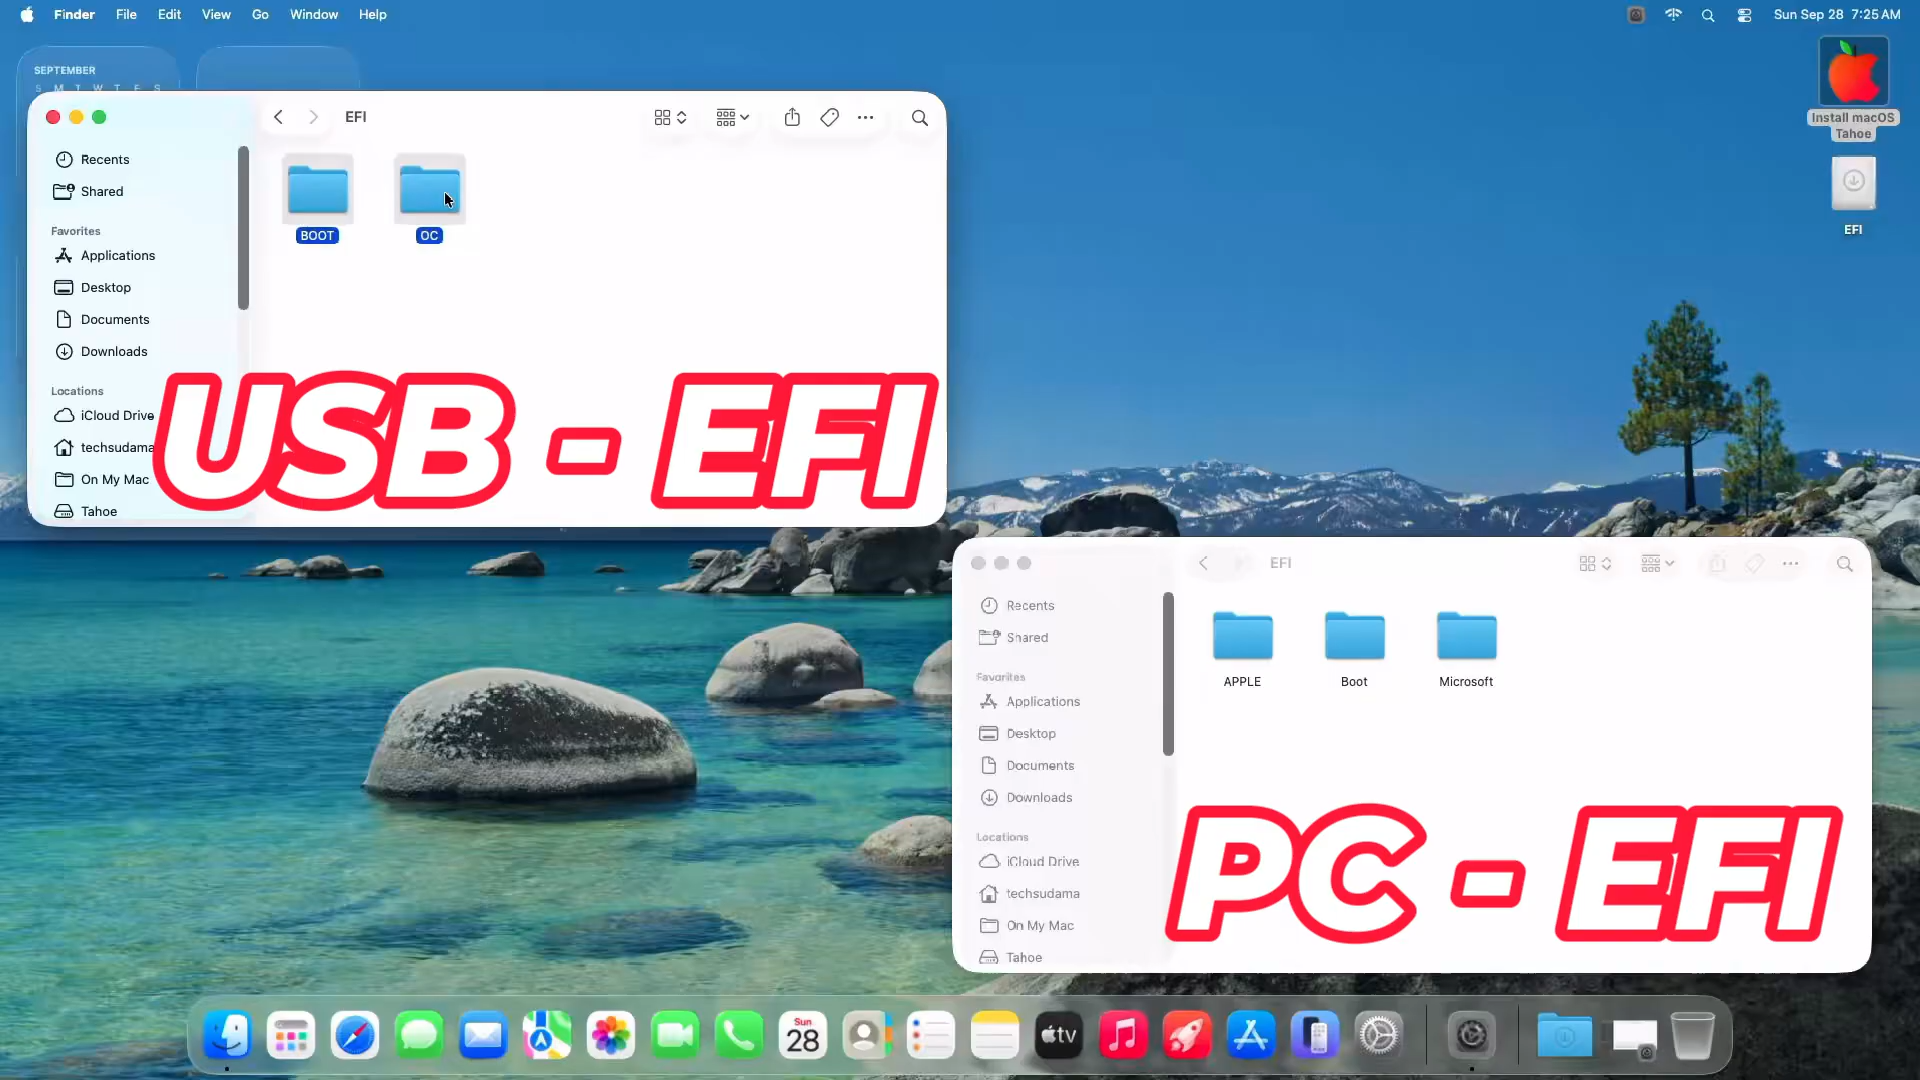 Finder File Edit View Go Window Help
Sun Sep 28 7:25 AM
SEPTEMBER
S M T W T F S
Install macOS
Tahoe
EFI
EFI
BOOT
OC
Recents
Shared
Favorites
Applications
Desktop
Documents
Downloads
Locations
iCloud Drive
techsudama
On My Mac
Tahoe
USB - EFI
EFI
APPLE
Boot
Microsoft
Recents
Shared
Favorites
Applications
Desktop
Documents
Downloads
Locations
iCloud Drive
techsudama
On My Mac
Tahoe
PC - EFI
Sun
28
tv